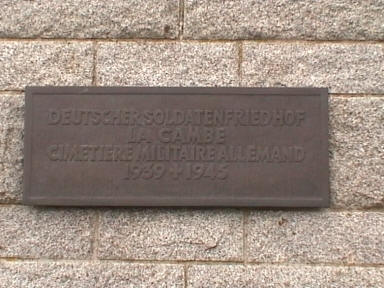 DEUTSCHER SOLDATENFRIEDHOF
LA CAMBE
CIMETIERE MILITAIRE ALLEMAND
1939 ✝ 1945